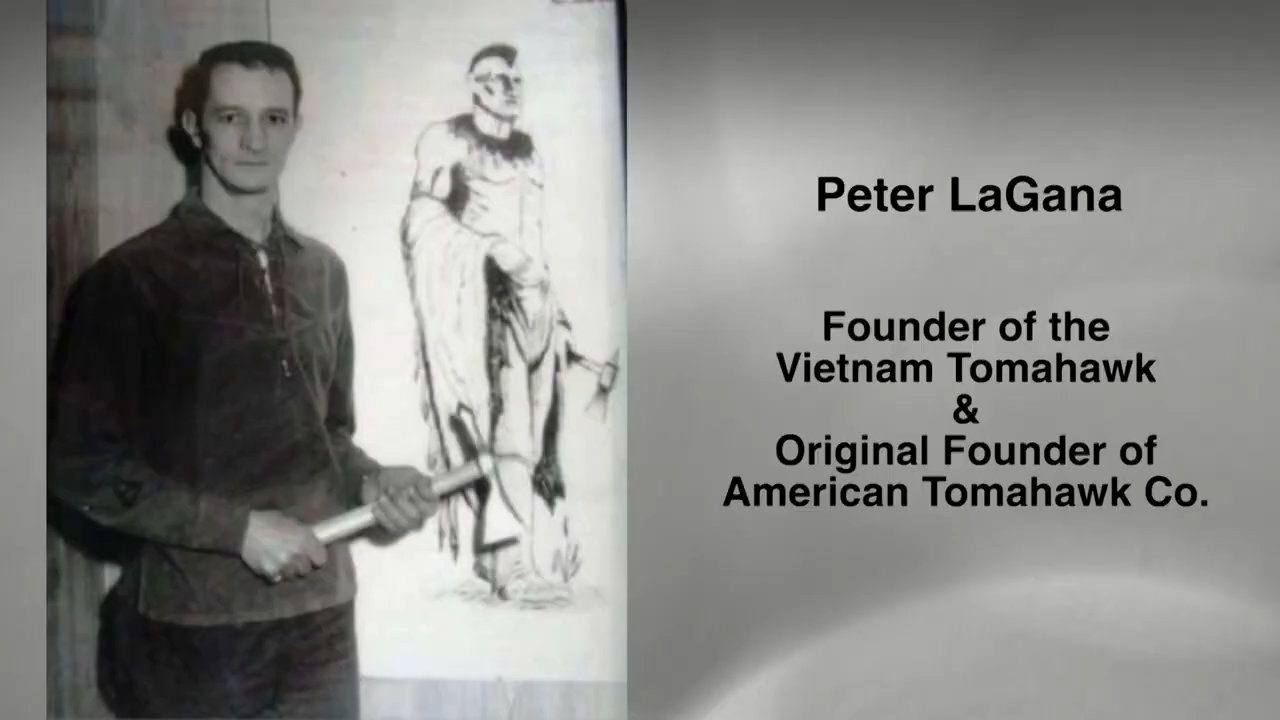 Peter LaGana
Founder of the
Vietnam Tomahawk
&
Original Founder of
American Tomahawk Co.